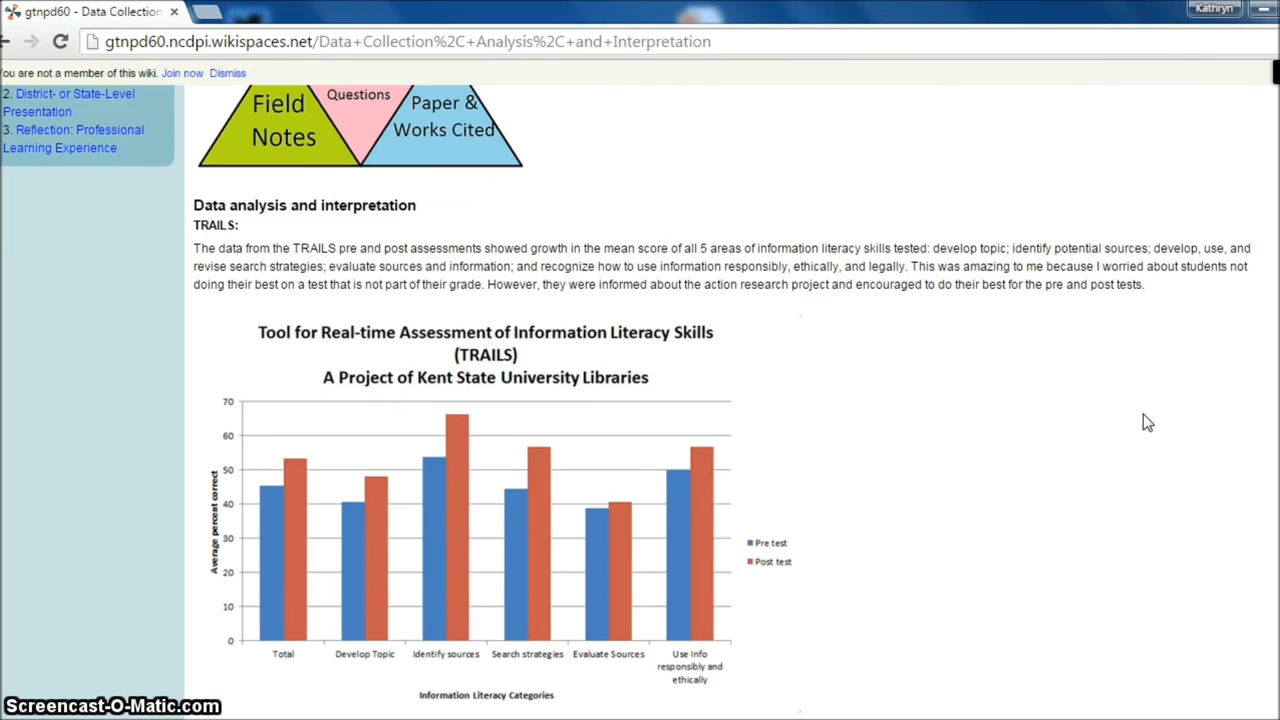 gtnpd60 - Data Collection
Kathryn
gtnpd60.ncdpi.wikispaces.net/Data+Collection%2C+Analysis%2C+and+Interpretation
You are not a member of this wiki. Join now Dismiss
2. District- or State-Level
Presentation
3. Reflection: Professional
Learning Experience
Field
Notes
Questions
Paper &
Works Cited
Data analysis and interpretation
TRAILS:
The data from the TRAILS pre and post assessments showed growth in the mean score of all 5 areas of information literacy skills tested: develop topic; identify potential sources; develop, use, and
revise search strategies; evaluate sources and information; and recognize how to use information responsibly, ethically, and legally. This was amazing to me because I worried about students not
doing their best on a test that is not part of their grade. However, they were informed about the action research project and encouraged to do their best for the pre and post tests.
Tool for Real-time Assessment of Information Literacy Skills
(TRAILS)
A Project of Kent State University Libraries
70
60
50
40
30
20
10
0
Average percent correct
Pre test
Post test
Total Develop Topic Identify sources Search strategies Evaluate Sources Use Info
responsibly and
ethically
Information Literacy Categories
Screencast-O-Matic.com